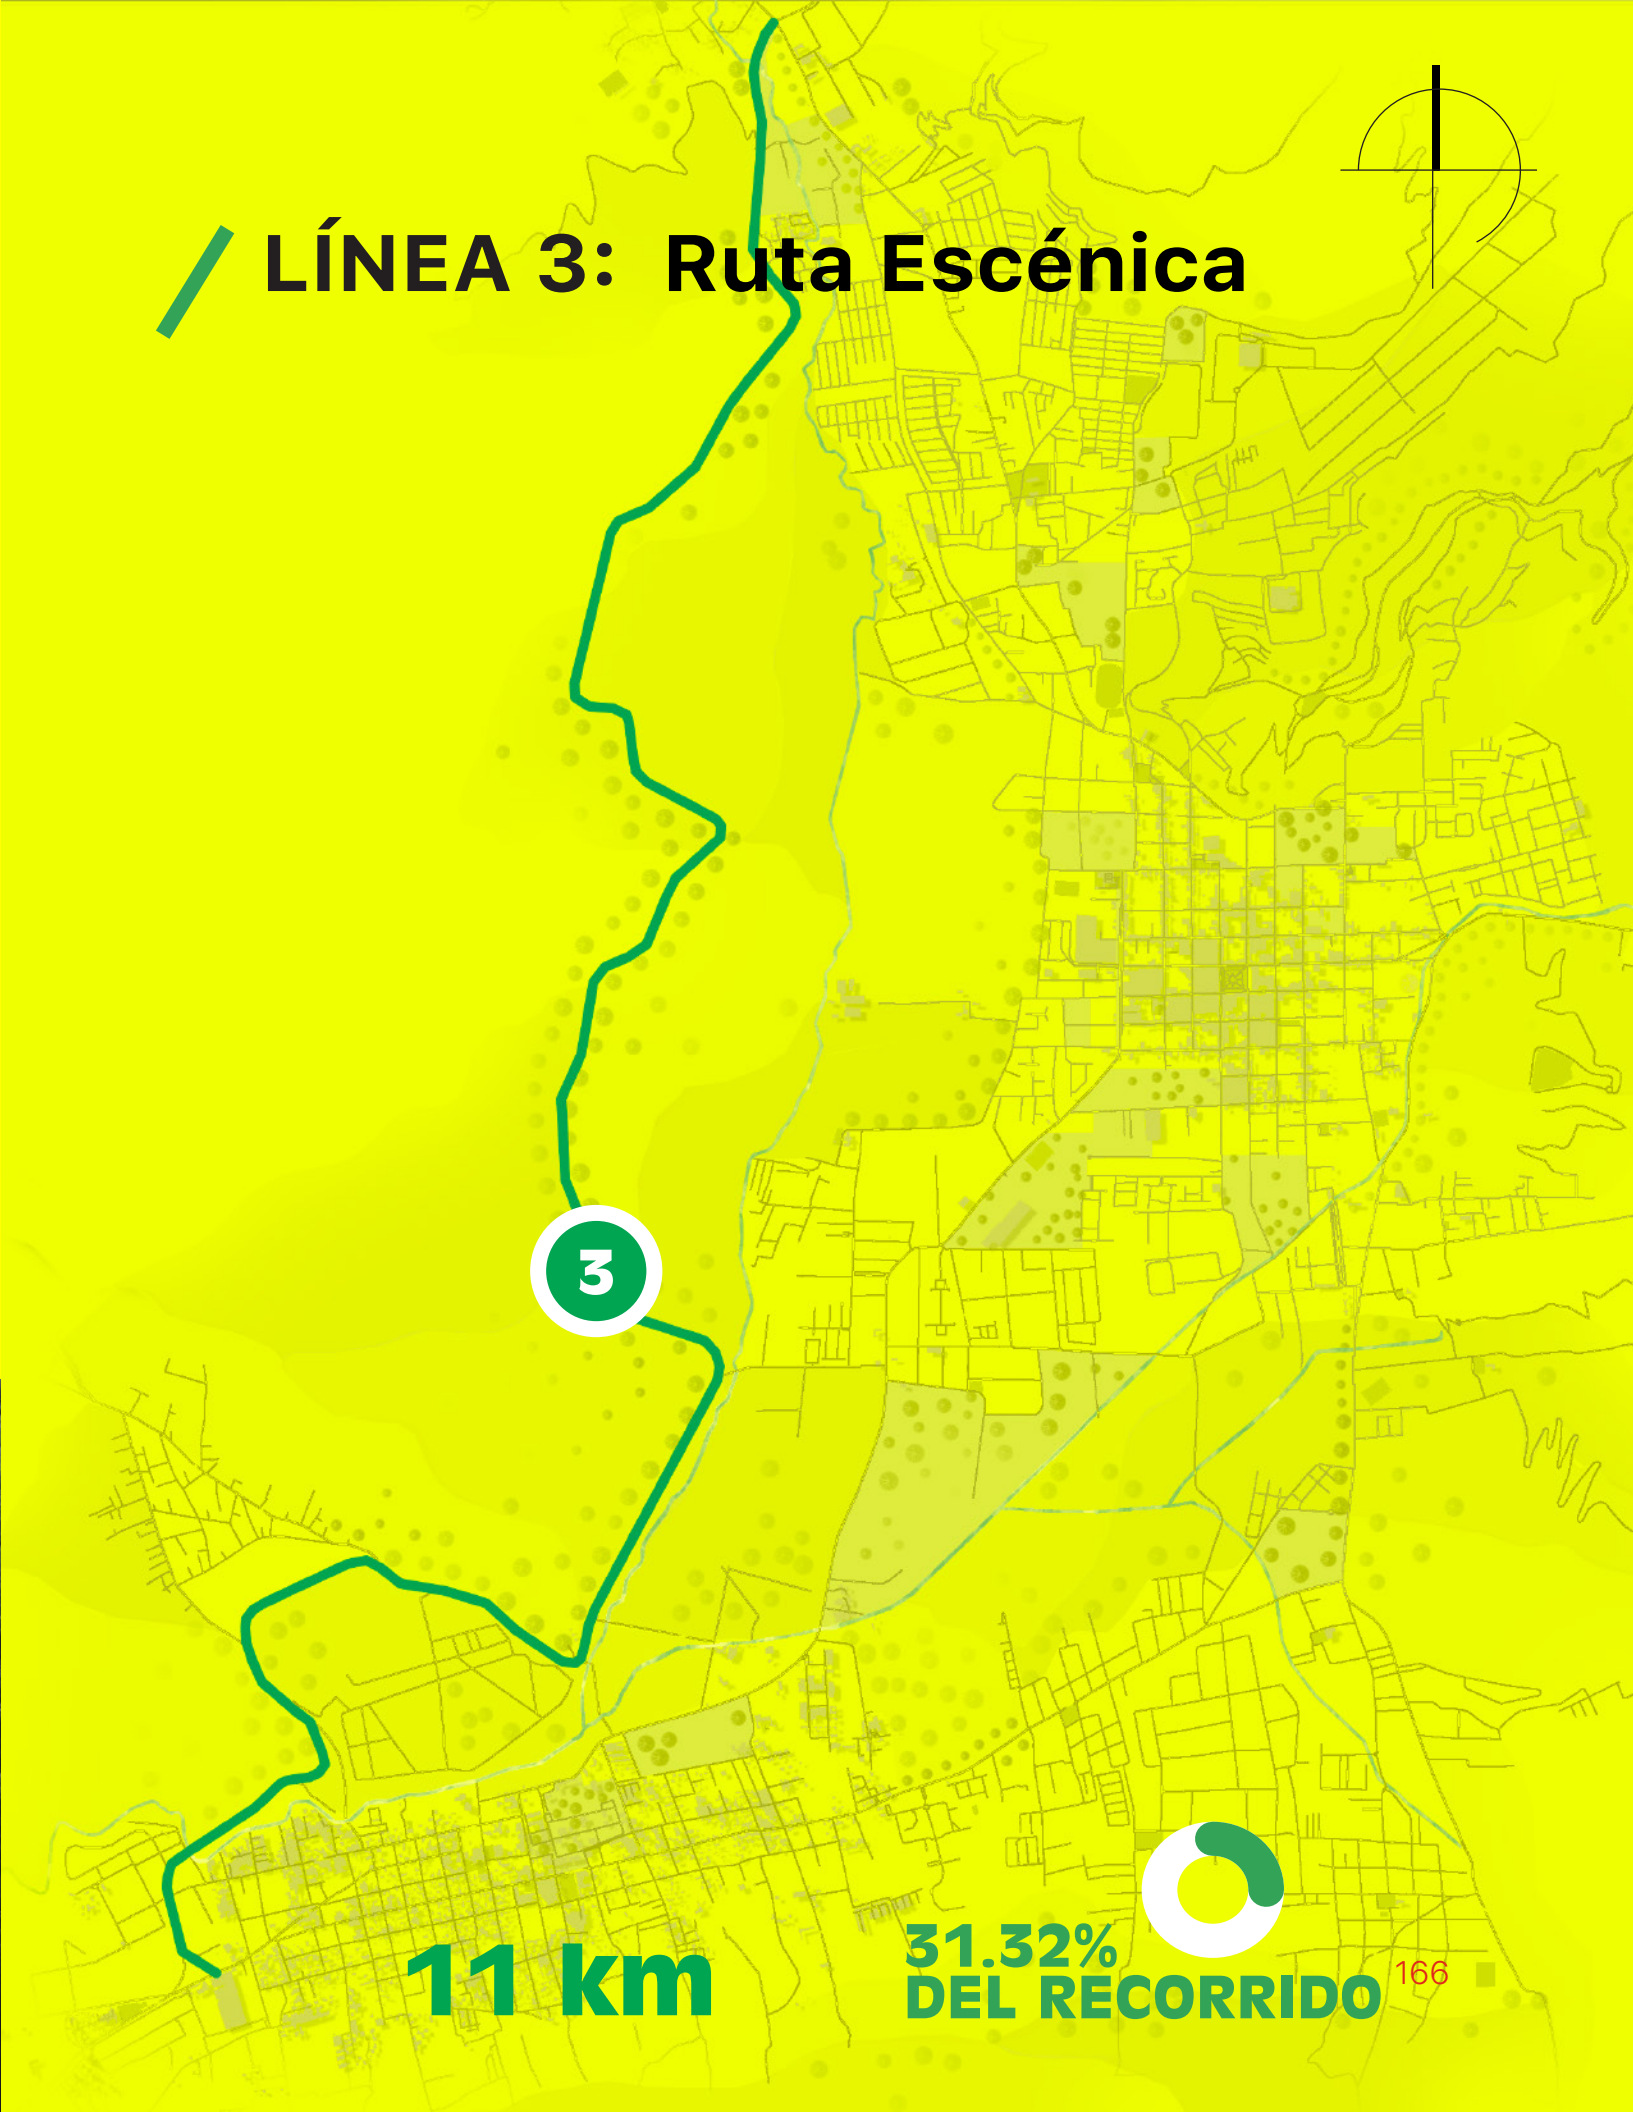 LÍNEA 3: Ruta Escénica
3
11 km
31.32%
DEL RECORRIDO
166